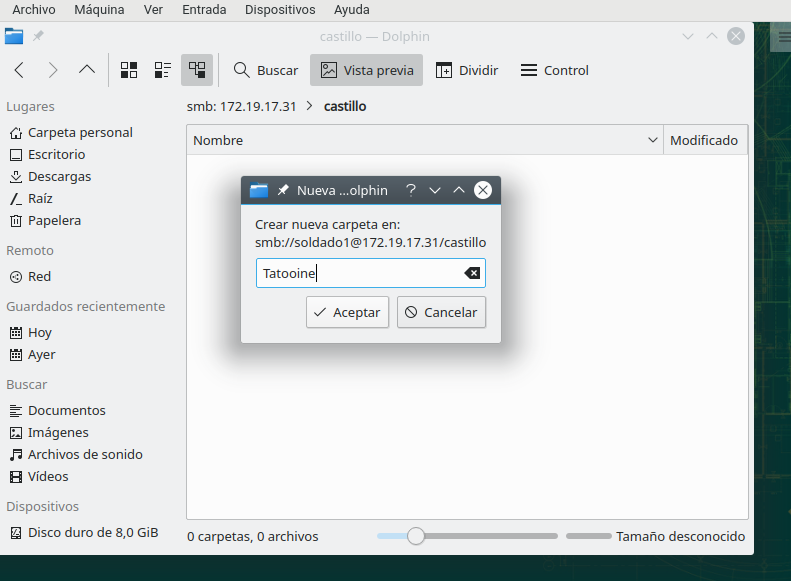 Archivo Máquina Ver Entrada Dispositivos Ayuda
castillo — Dolphin
Buscar Vista previa Dividir Control
Lugares
smb: 172.19.17.31 > castillo
Nombre Modificado
Carpeta personal
Escritorio
Descargas
Raíz
Papelera
Remoto
Red
Guardados recientemente
Hoy
Ayer
Buscar
Documentos
Imágenes
Archivos de sonido
Vídeos
Dispositivos
Disco duro de 8,0 GiB
Nueva ...olphin ?
Crear nueva carpeta en:
smb://soldado1@172.19.17.31/castillo
Tatooine
Aceptar Cancelar
0 carpetas, 0 archivos Tamaño desconocido